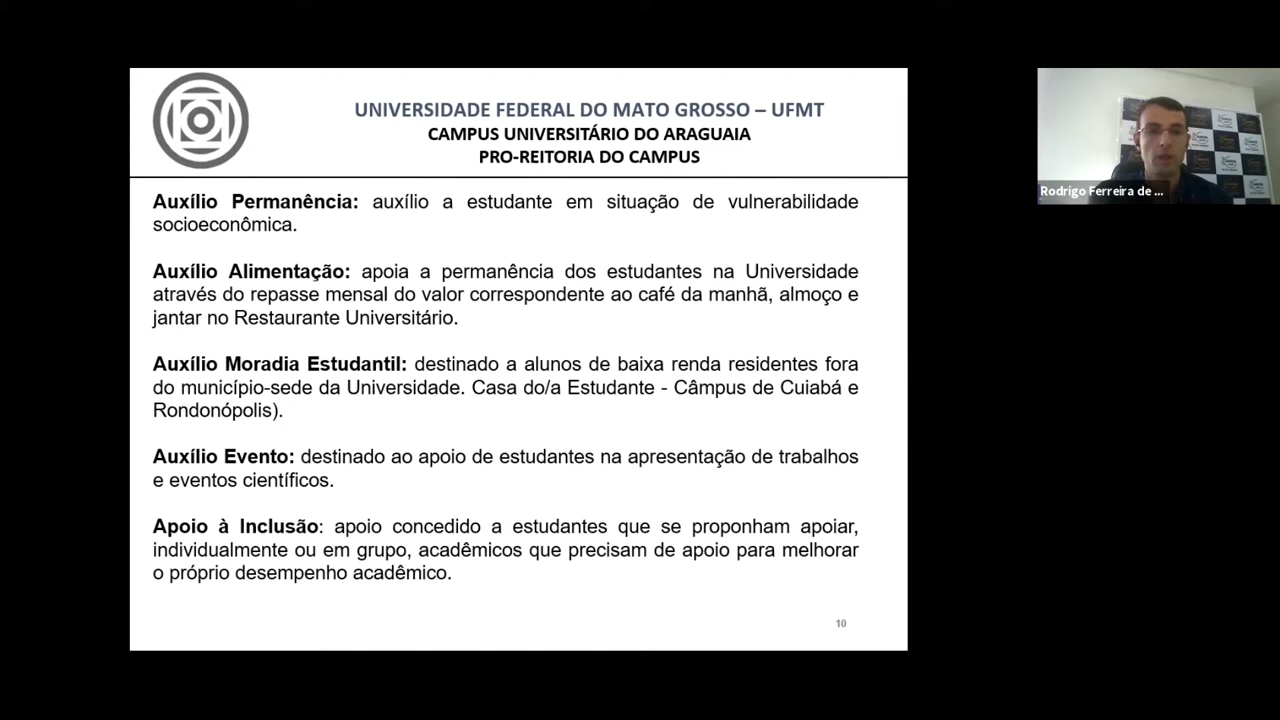 UNIVERSIDADE FEDERAL DO MATO GROSSO – UFMT
CAMPUS UNIVERSITÁRIO DO ARAGUAIA
PRO-REITORIA DO CAMPUS
Auxílio Permanência: auxílio a estudante em situação de vulnerabilidade
socioeconômica.
Auxílio Alimentação: apoia a permanência dos estudantes na Universidade
através do repasse mensal do valor correspondente ao café da manhã, almoço e
jantar no Restaurante Universitário.
Auxílio Moradia Estudantil: destinado a alunos de baixa renda residentes fora
do município-sede da Universidade. Casa do/a Estudante - Câmpus de Cuiabá e
Rondonópolis).
Auxílio Evento: destinado ao apoio de estudantes na apresentação de trabalhos
e eventos científicos.
Apoio à Inclusão: apoio concedido a estudantes que se proponham apoiar,
individualmente ou em grupo, acadêmicos que precisam de apoio para melhorar
o próprio desempenho acadêmico.
10
Rodrigo Ferreira de ...